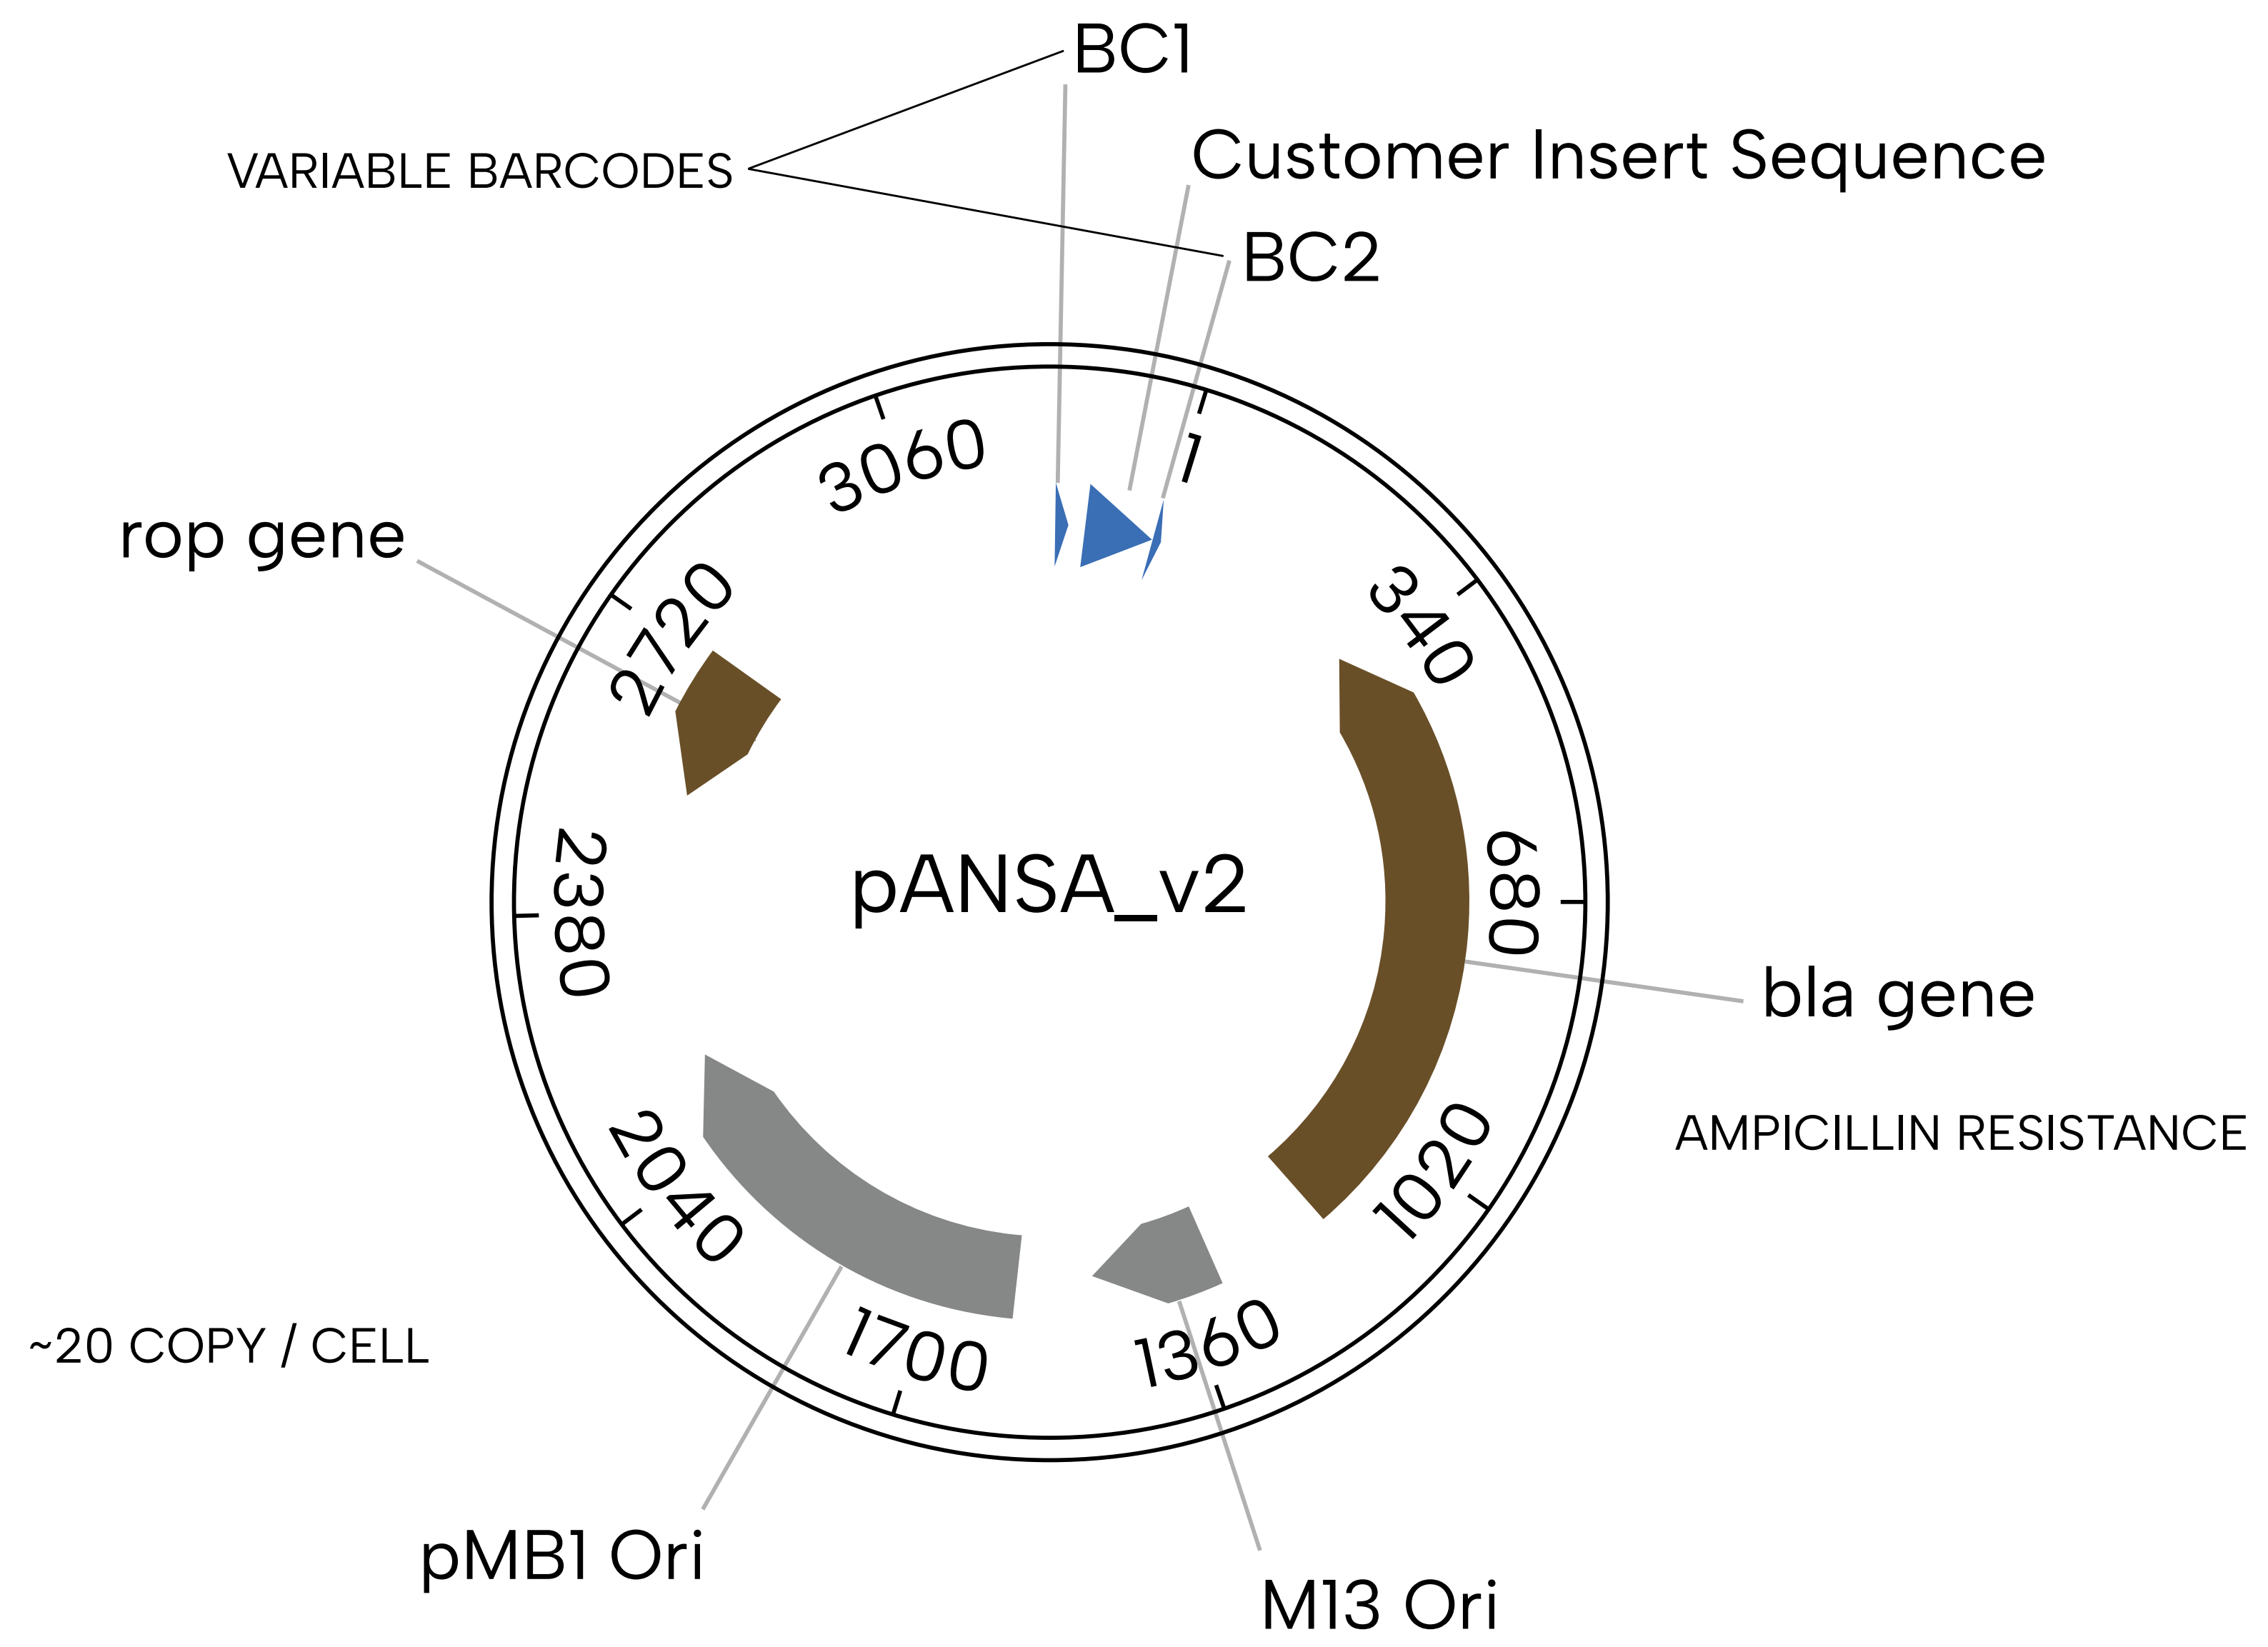 BC1
VARIABLE BARCODES
Customer Insert Sequence
BC2
3060
1
rop gene
2720
340
pANSA_v2
2380
680
bla gene
AMPICILLIN RESISTANCE
2040
1020
~20 COPY / CELL
1700
1360
pMB1 Ori
M13 Ori